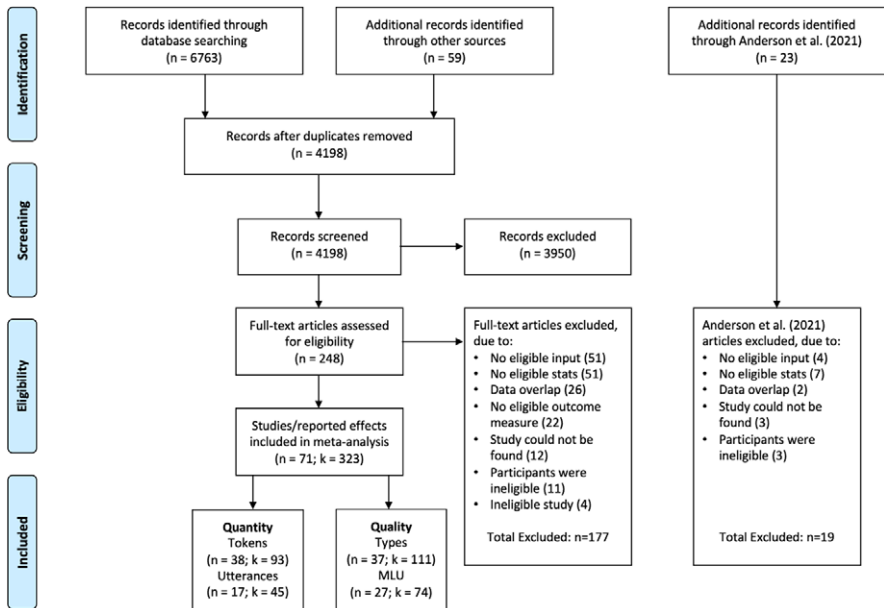 Identification
Records identified through
database searching
(n = 6763)
Additional records identified
through other sources
(n = 59)
Additional records identified
through Anderson et al. (2021)
(n = 23)
Records after duplicates removed
(n = 4198)
Screening
Records screened
(n = 4198)
Records excluded
(n = 3950)
Eligibility
Full-text articles assessed
for eligibility
(n = 248)
Full-text articles excluded,
due to:
• No eligible input (51)
• No eligible stats (51)
• Data overlap (26)
• No eligible outcome
measure (22)
• Study could not be
found (12)
• Participants were
ineligible (11)
• Ineligible study (4)
Total Excluded: n=177
Anderson et al. (2021)
articles excluded, due to:
• No eligible input (4)
• No eligible stats (7)
• Data overlap (2)
• Study could not be
found (3)
• Participants were
ineligible (3)
Total Excluded: n=19
Studies/reported effects
included in meta-analysis
(n = 71; k = 323)
Included
Quantity
Tokens
(n = 38; k = 93)
Utterances
(n = 17; k = 45)
Quality
Types
(n = 37; k = 111)
MLU
(n = 27; k = 74)